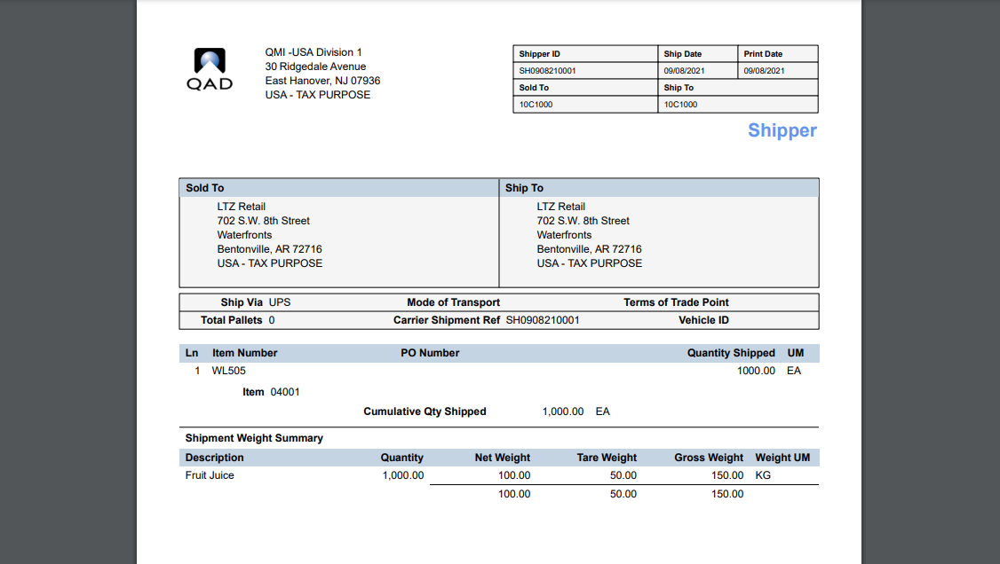 QAD
QMI -USA Division 1
30 Ridgedale Avenue
East Hanover, NJ 07936
USA - TAX PURPOSE
Shipper ID Ship Date Print Date
SH0908210001 09/08/2021 09/08/2021
Sold To Ship To
10C1000 10C1000
Shipper
Sold To Ship To
LTZ Retail LTZ Retail
702 S.W. 8th Street 702 S.W. 8th Street
Waterfronts Waterfronts
Bentonville, AR 72716 Bentonville, AR 72716
USA - TAX PURPOSE USA - TAX PURPOSE
Ship Via UPS Mode of Transport Terms of Trade Point
Total Pallets 0 Carrier Shipment Ref SH0908210001 Vehicle ID
Ln Item Number PO Number Quantity Shipped UM
1 WL505 1000.00 EA
Item 04001
Cumulative Qty Shipped 1,000.00 EA
Shipment Weight Summary
Description Quantity Net Weight Tare Weight Gross Weight Weight UM
Fruit Juice 1,000.00 100.00 50.00 150.00 KG
100.00 50.00 150.00